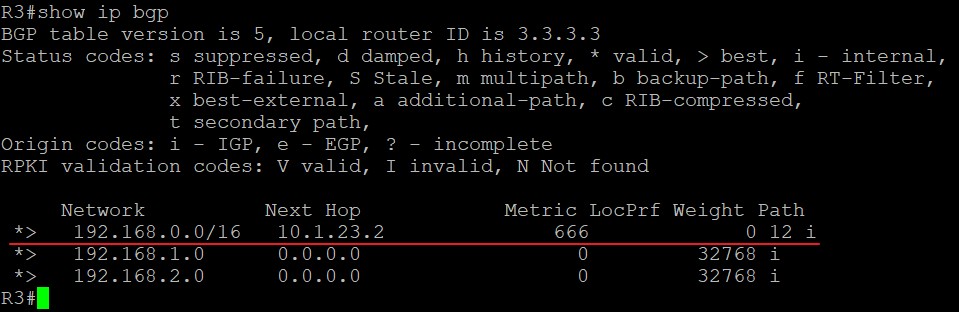 R3#show ip bgp
BGP table version is 5, local router ID is 3.3.3.3
Status codes: s suppressed, d damped, h history, * valid, > best, i - internal,
              r RIB-failure, S Stale, m multipath, b backup-path, f RT-Filter,
              x best-external, a additional-path, c RIB-compressed,
              t secondary path,
Origin codes: i - IGP, e - EGP, ? - incomplete
RPKI validation codes: V valid, I invalid, N Not found

     Network          Next Hop            Metric LocPrf Weight Path
 *>   192.168.0.0/16   10.1.23.2              666             0 12 i
 *>   192.168.1.0      0.0.0.0                  0         32768 i
 *>   192.168.2.0      0.0.0.0                  0         32768 i
R3#